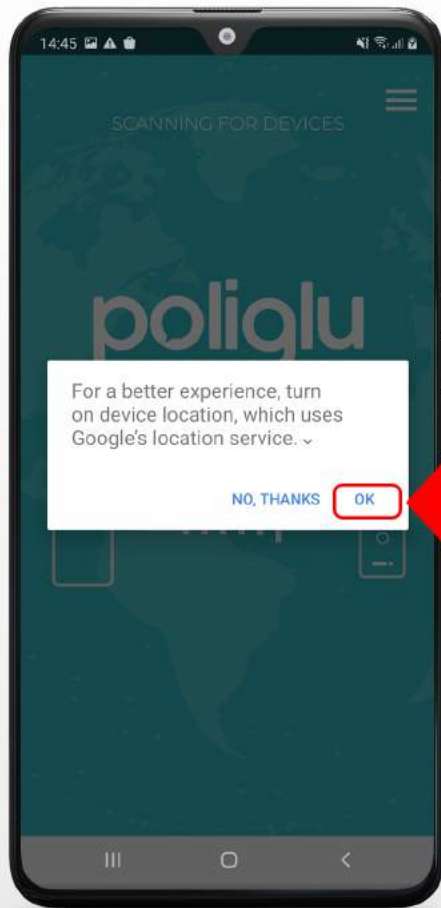 14:45
SCANNING FOR DEVICES
poliglu
For a better experience, turn
on device location, which uses
Google's location service.
NO, THANKS OK